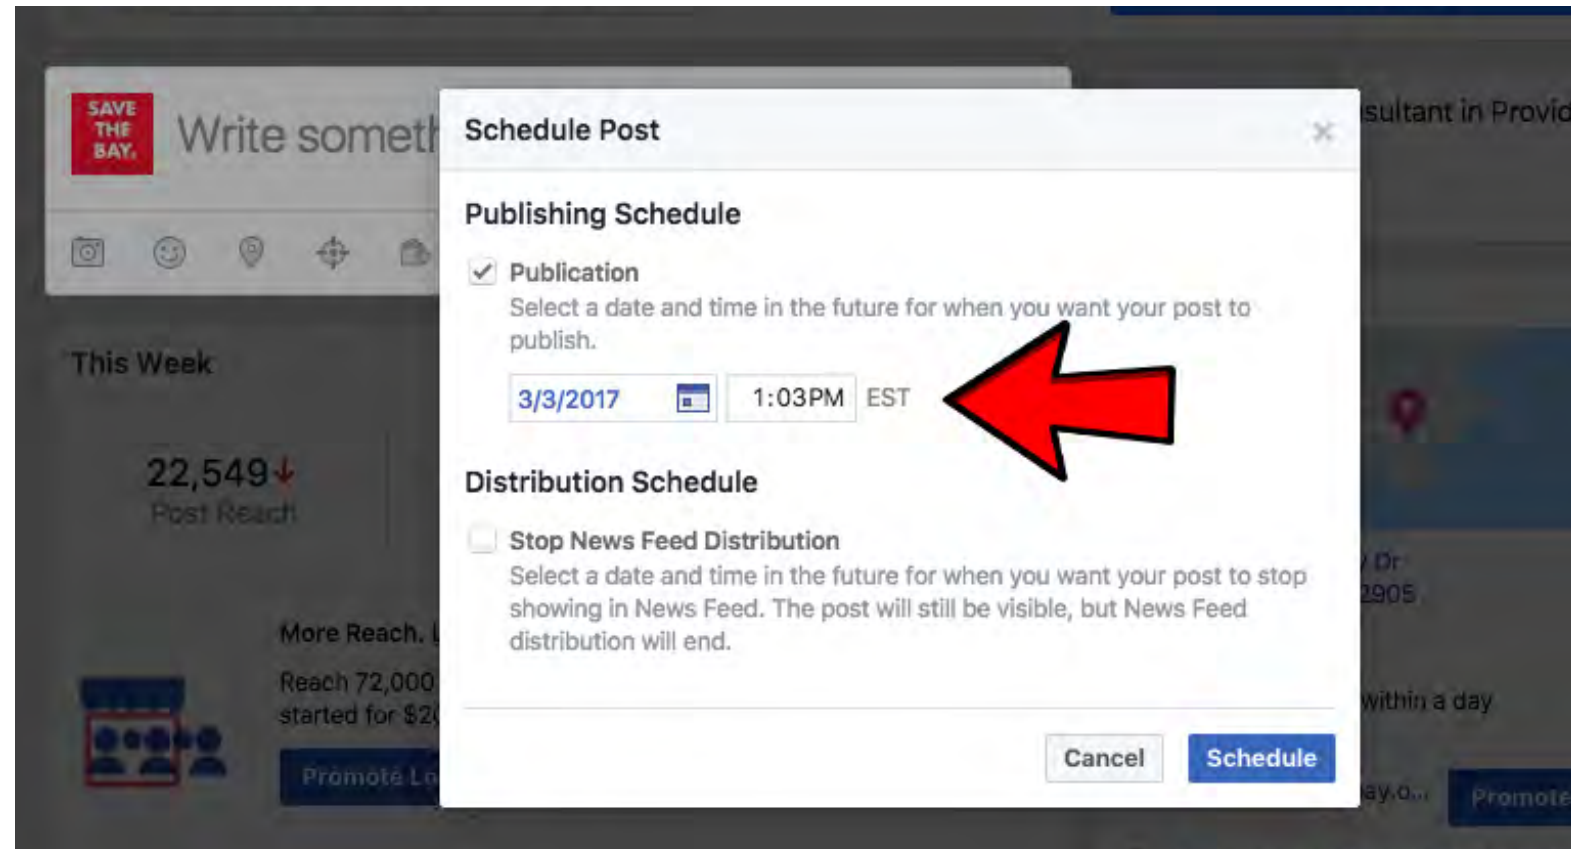 SAVE
THE
BAY.
Write someth
sultant in Provid
Schedule Post
Publishing Schedule
Publication
Select a date and time in the future for when you want your post to
publish.
3/3/2017 1:03PM EST
Distribution Schedule
Stop News Feed Distribution
Select a date and time in the future for when you want your post to stop
showing in News Feed. The post will still be visible, but News Feed
distribution will end.
Cancel Schedule
This Week
22,549
Post Reach
More Reach.
Reach 72,000
started for $2
Promote Lo
Dr
2905
within a day
ay.o...
Promote